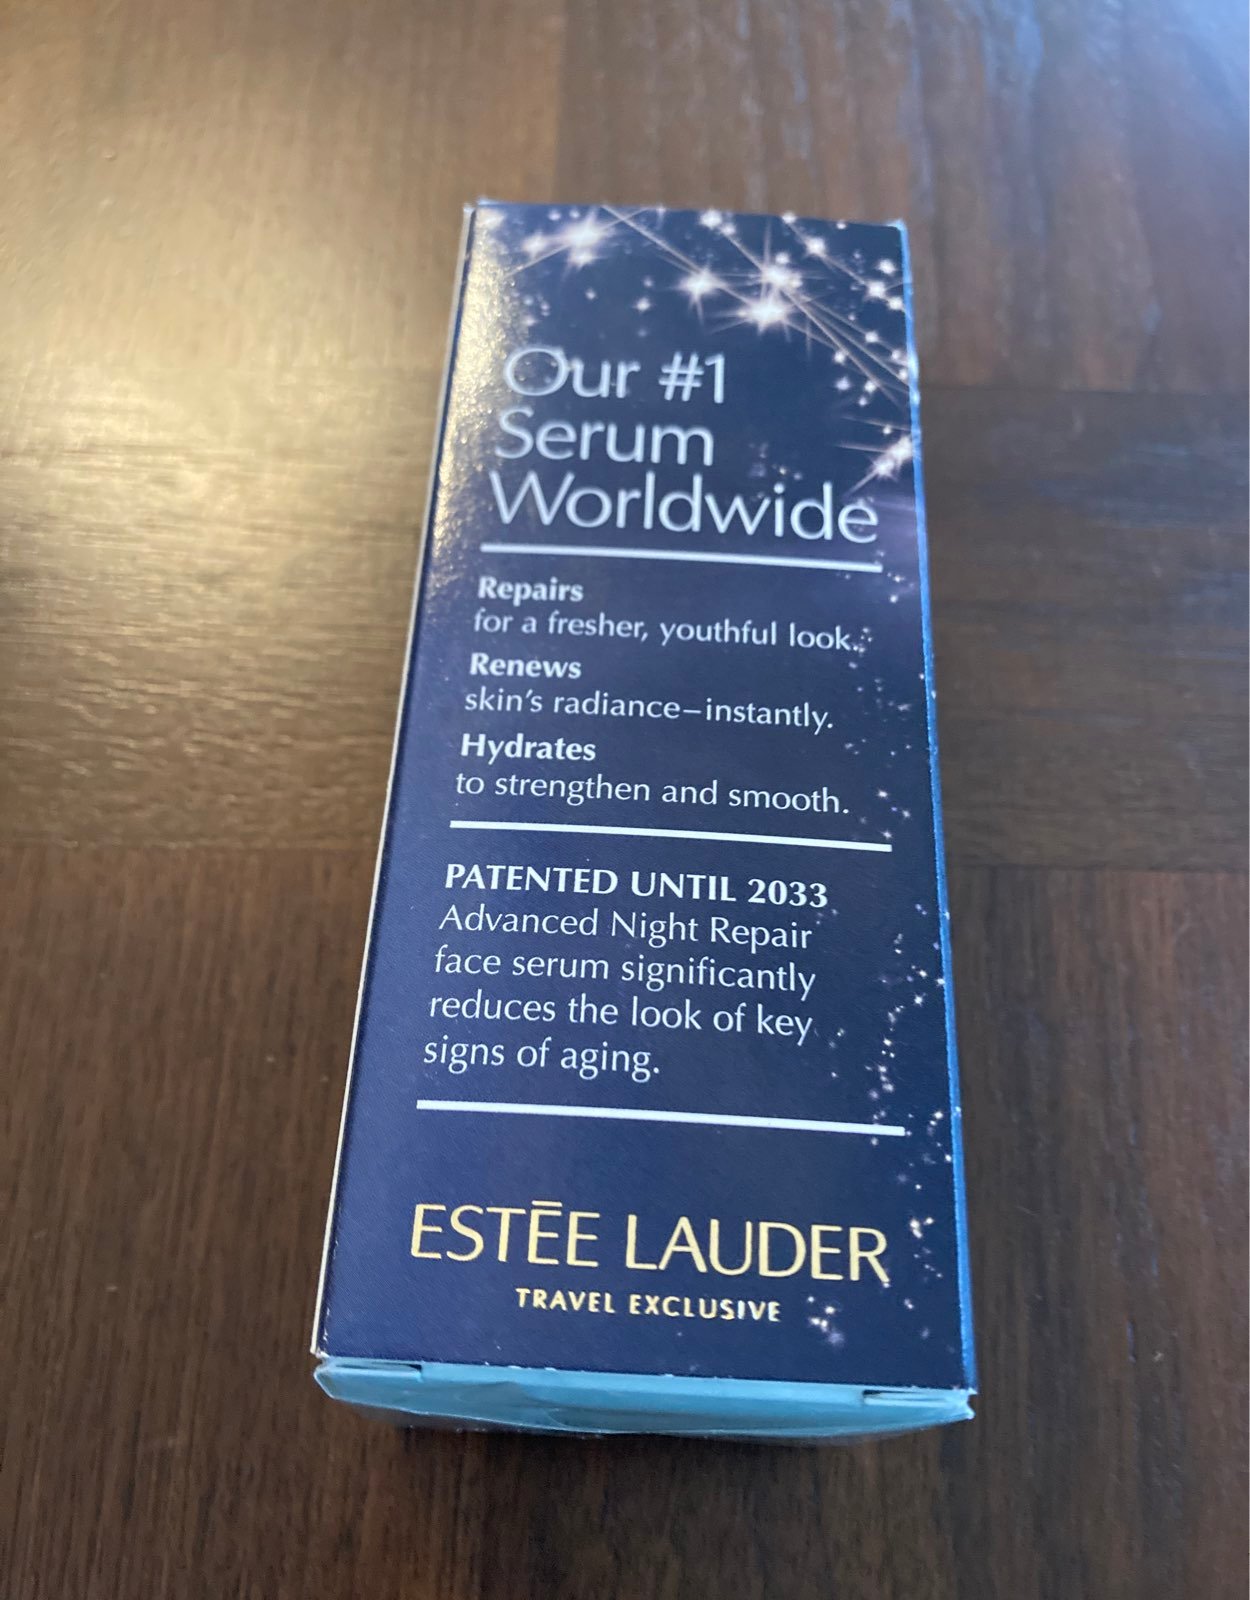 Our #1
Serum
Worldwide
Repairs
for a fresher, youthful look.
Renews
skin's radiance–instantly.
Hydrates
to strengthen and smooth.
PATENTED UNTIL 2033
Advanced Night Repair
face serum significantly
reduces the look of key
signs of aging.
ESTĒE LAUDER
TRAVEL EXCLUSIVE